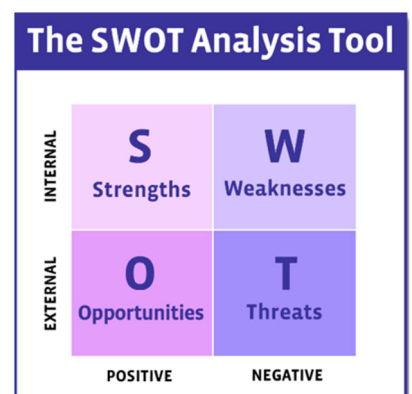 The SWOT Analysis Tool
INTERNAL
S
Strengths
W
Weaknesses
EXTERNAL
O
Opportunities
T
Threats
POSITIVE
NEGATIVE